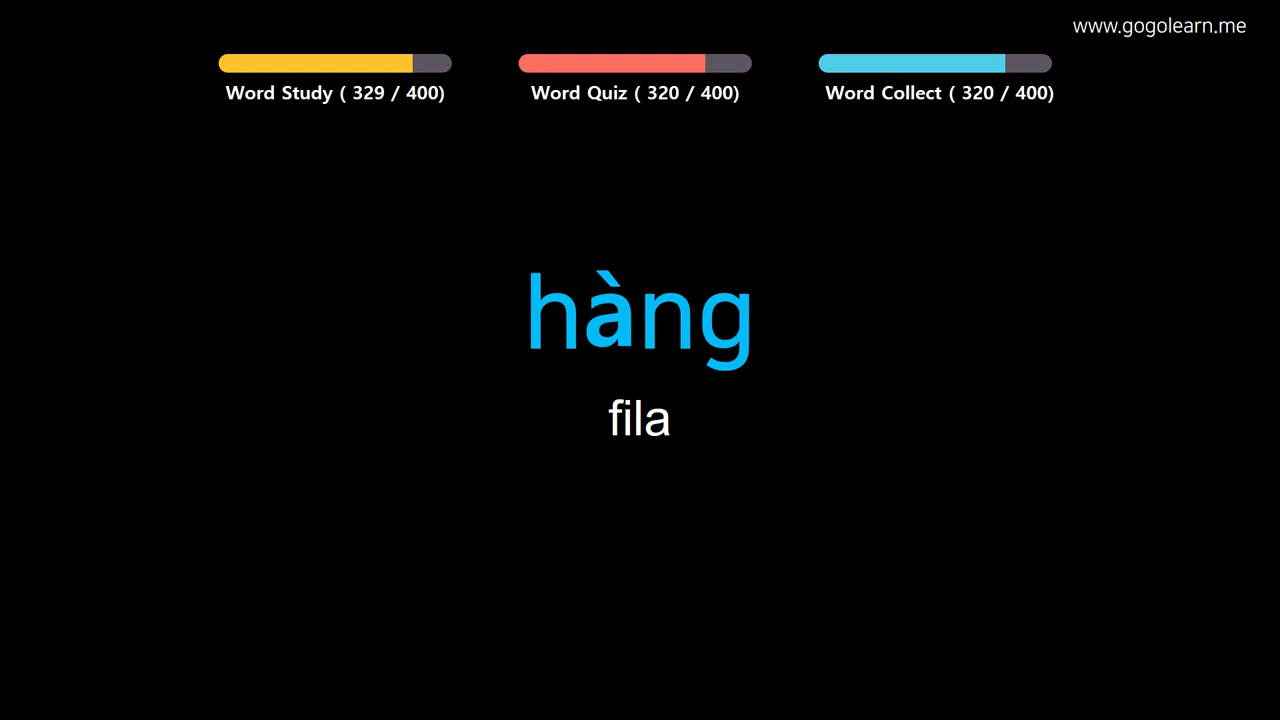 www.gogolearn.me
Word Study ( 329 / 400)
Word Quiz ( 320 / 400)
Word Collect ( 320 / 400)
hàng
fila